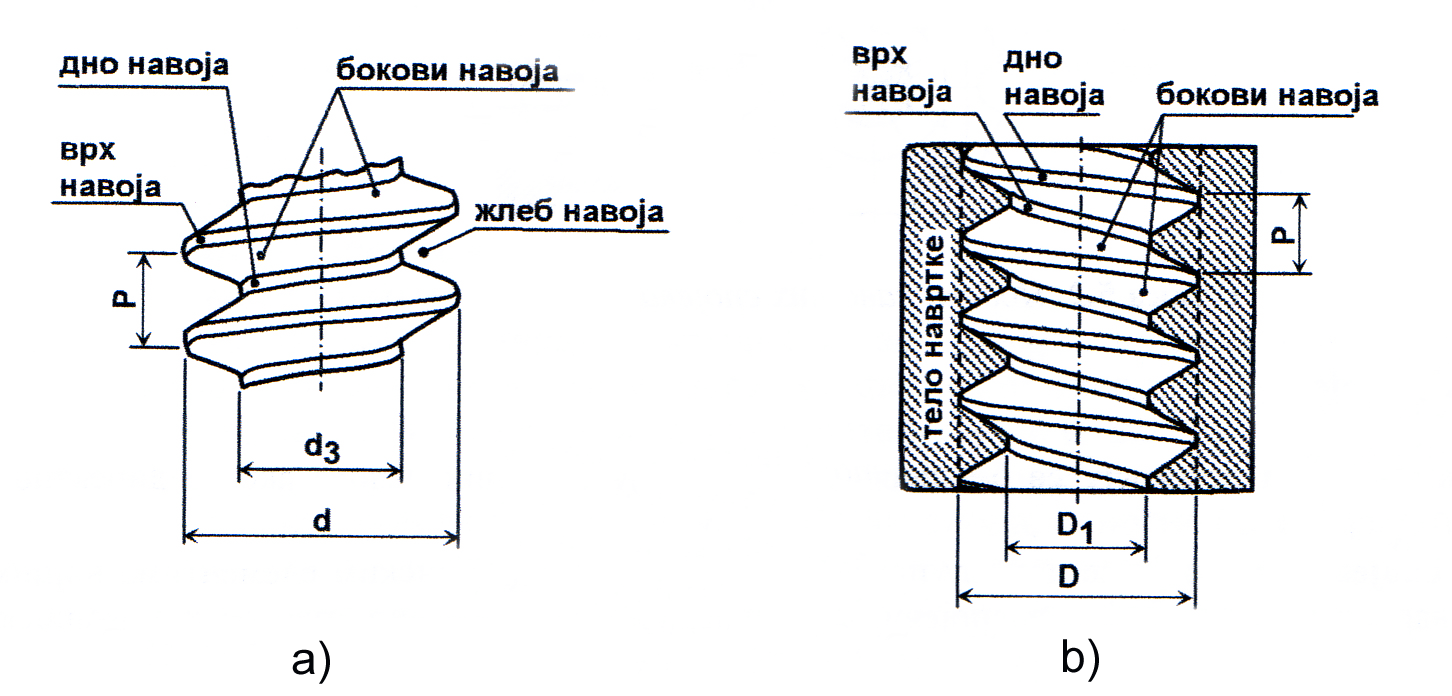 дно навоја
бокови навоја
врх
навоја
жлеб навоја
P
d3
d
a)
врх
навоја
дно
навоја
бокови навоја
P
тело навртке
D1
D
b)